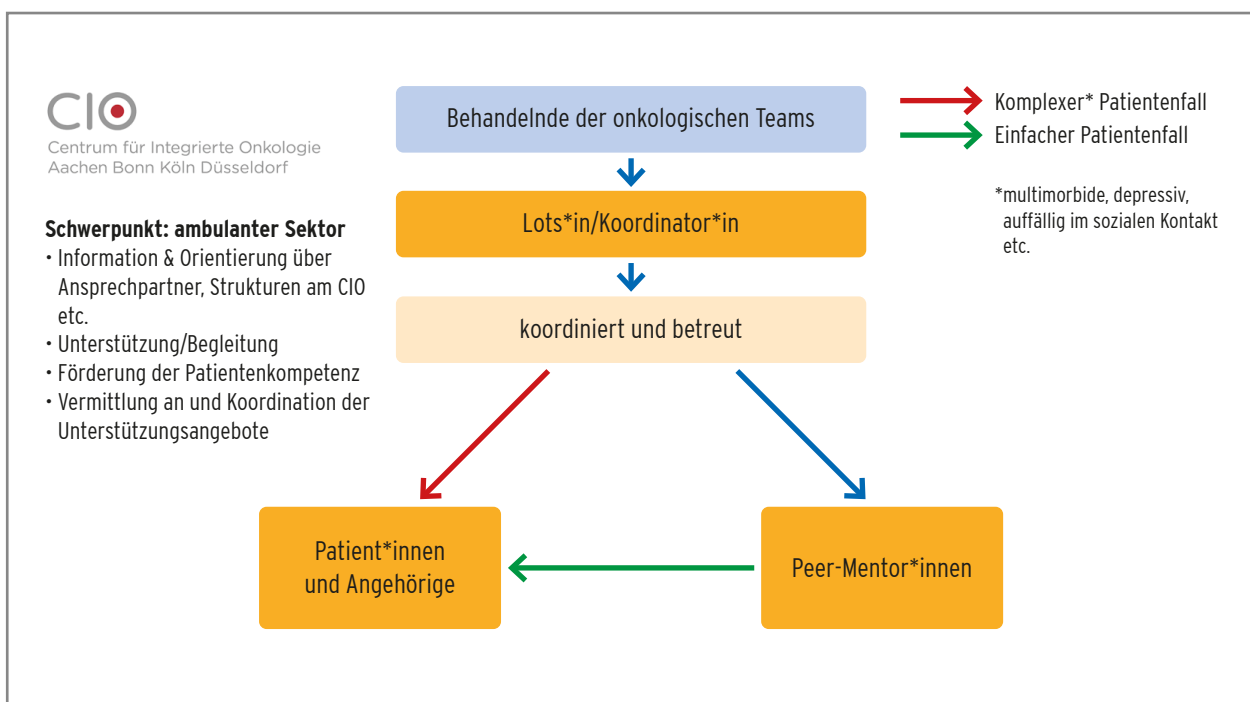 CIO
Centrum für Integrierte Onkologie
Aachen Bonn Köln Düsseldorf
Schwerpunkt: ambulanter Sektor
· Information & Orientierung über
Ansprechpartner, Strukturen am CIO
etc.
· Unterstützung/Begleitung
· Förderung der Patientenkompetenz
· Vermittlung an und Koordination der
Unterstützungsangebote
Behandelnde der onkologischen Teams
Lots*in/Koordinator*in
koordiniert und betreut
Patient*innen
und Angehörige
Peer-Mentor*innen
Komplexer* Patientenfall
Einfacher Patientenfall
*multimorbide, depressiv,
auffällig im sozialen Kontakt
etc.